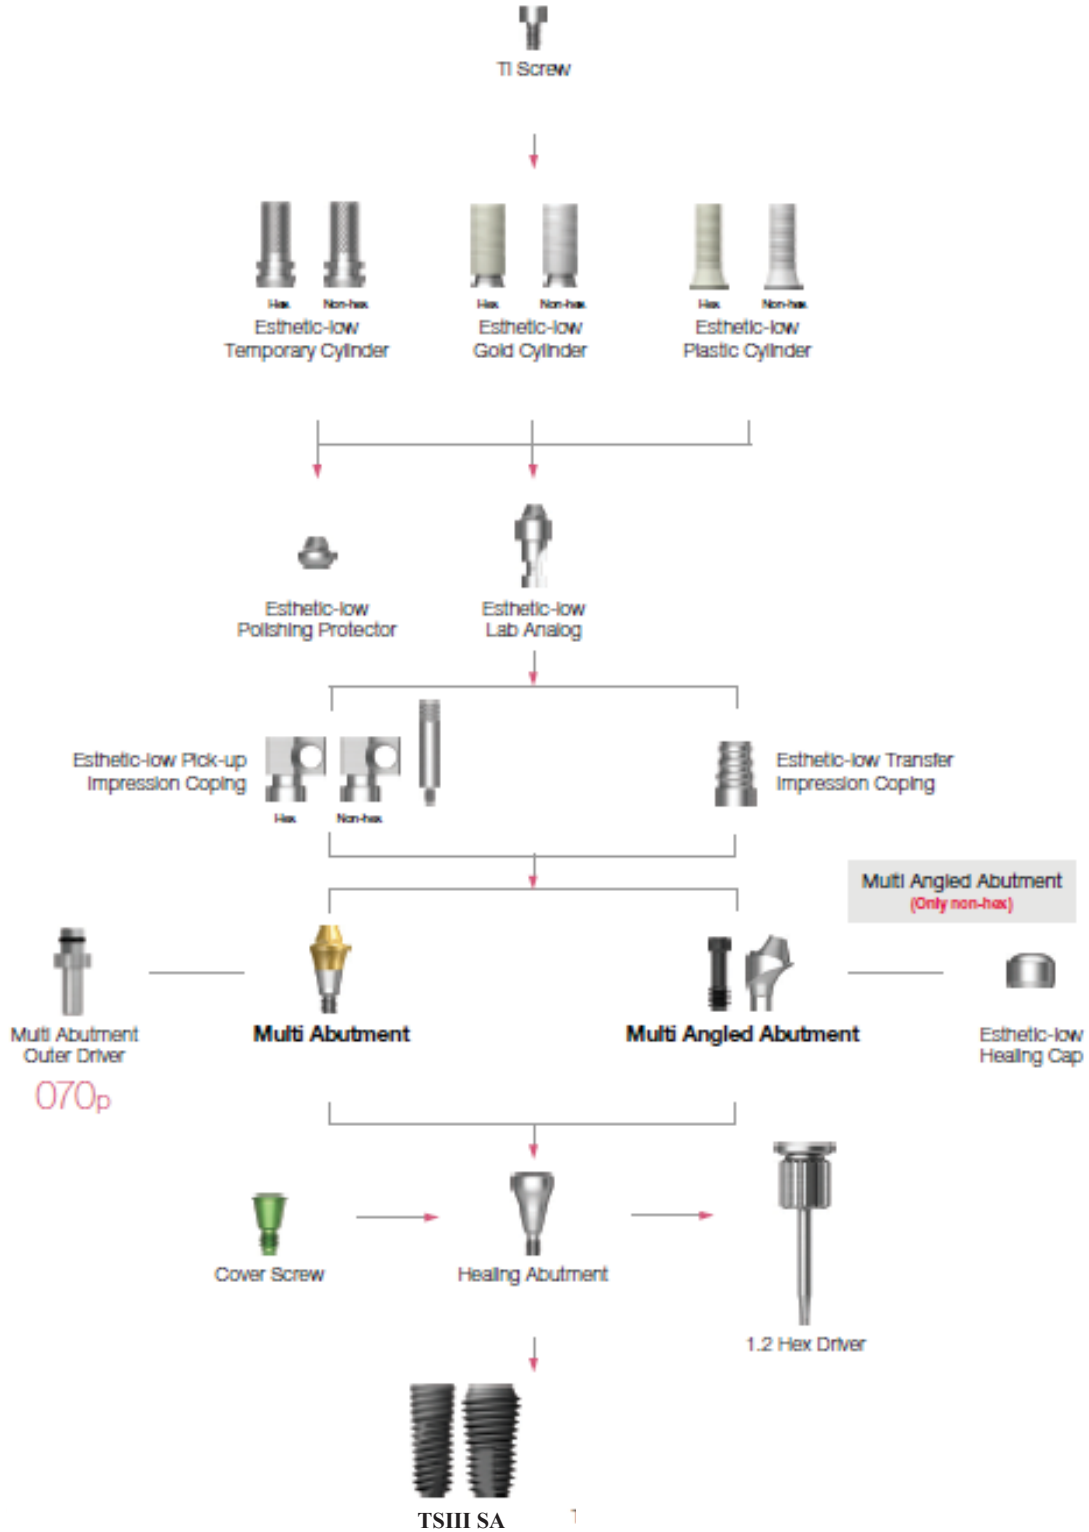 Ti Screw
Hex Non-hex Hex Non-hex Hex Non-hex
Esthetic-low Esthetic-low Esthetic-low
Temporary Cylinder Gold Cylinder Plastic Cylinder
Esthetic-low Esthetic-low
Polishing Protector Lab Analog
Esthetic-low Pick-up
Impression Coping
Hex Non-hex
Esthetic-low Transfer
Impression Coping
Multi Angled Abutment
(Only non-hex)
Multi Abutment
Outer Driver
070p
Multi Abutment
Multi Angled Abutment
Esthetic-low
Healing Cap
Cover Screw
Healing Abutment
1.2 Hex Driver
TSIII SA